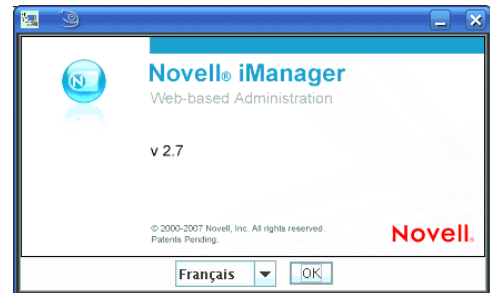 Novell® iManager
Web-based Administration
v 2.7
© 2000-2007 Novell, Inc. All rights reserved.
Patents Pending.
Novell.
Français
OK